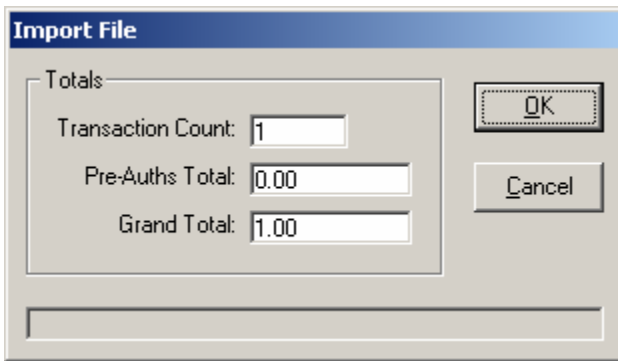 Import File
Totals
Transaction Count: 1
Pre-Auths Total: 0.00
Grand Total: 1.00
OK
Cancel